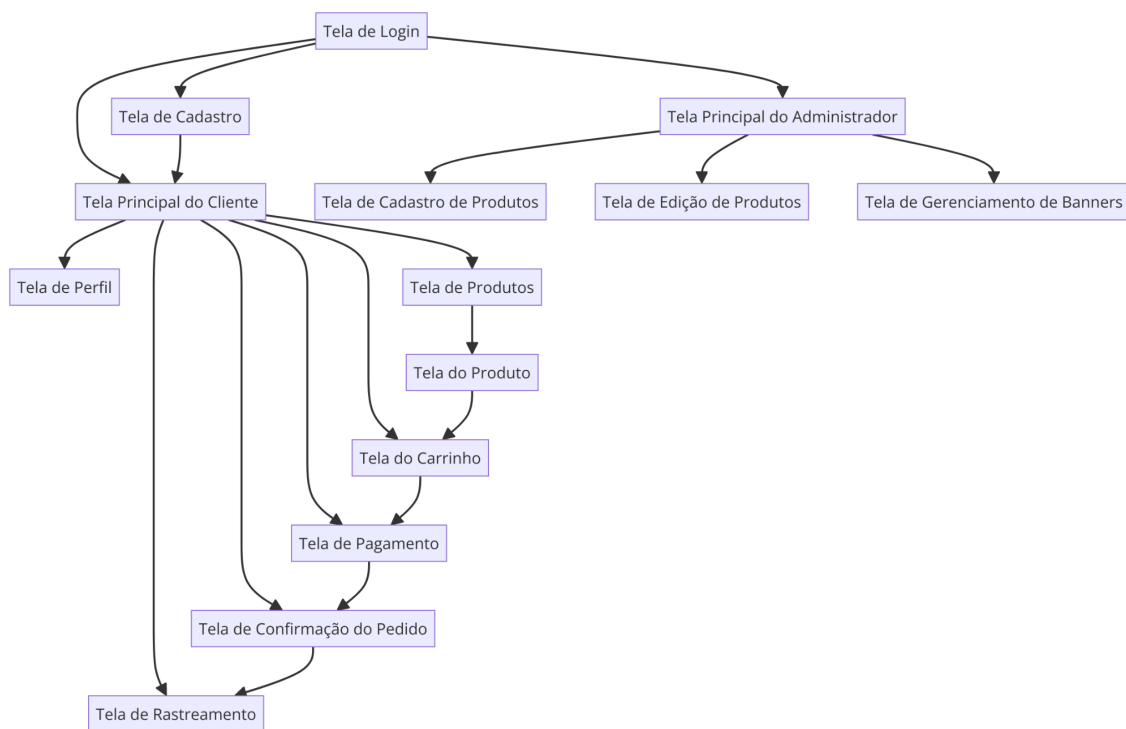 Tela de Login
Tela de Cadastro
Tela Principal do Administrador
Tela Principal do Cliente
Tela de Cadastro de Produtos
Tela de Edição de Produtos
Tela de Gerenciamento de Banners
Tela de Perfil
Tela de Produtos
Tela do Produto
Tela do Carrinho
Tela de Pagamento
Tela de Confirmação do Pedido
Tela de Rastreamento